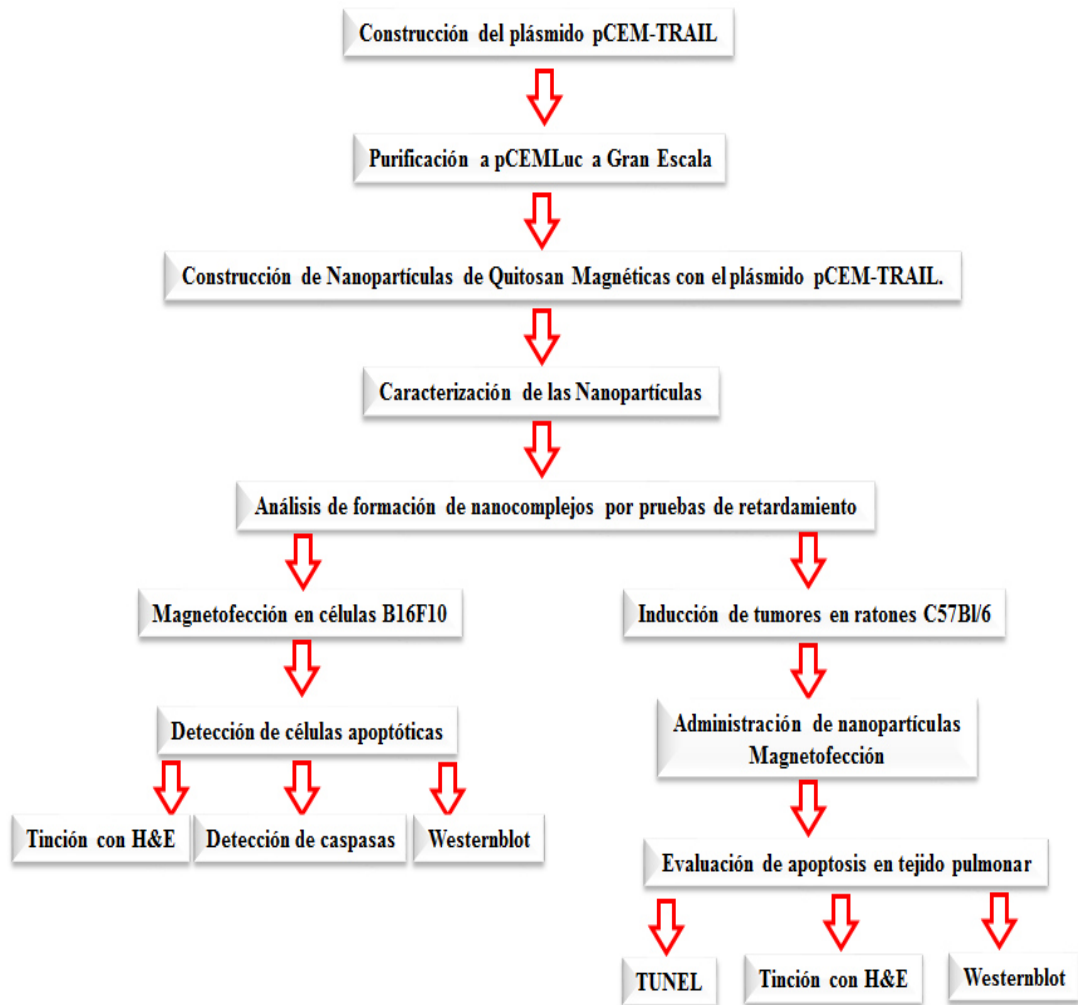 Construcción del plásmido pCEM-TRAIL
Purificación a pCEMLuc a Gran Escala
Construcción de Nanopartículas de Quitosan Magnéticas con el plásmido pCEM-TRAIL.
Caracterización de las Nanopartículas
Análisis de formación de nanocomplejos por pruebas de retardamiento
Magnetofección en células B16F10
Inducción de tumores en ratones C57Bl/6
Detección de células apoptóticas
Administración de nanopartículas
Magnetofección
Tinción con H&E
Detección de caspasas
Westernblot
Evaluación de apoptosis en tejido pulmonar
TUNEL
Tinción con H&E
Westernblot